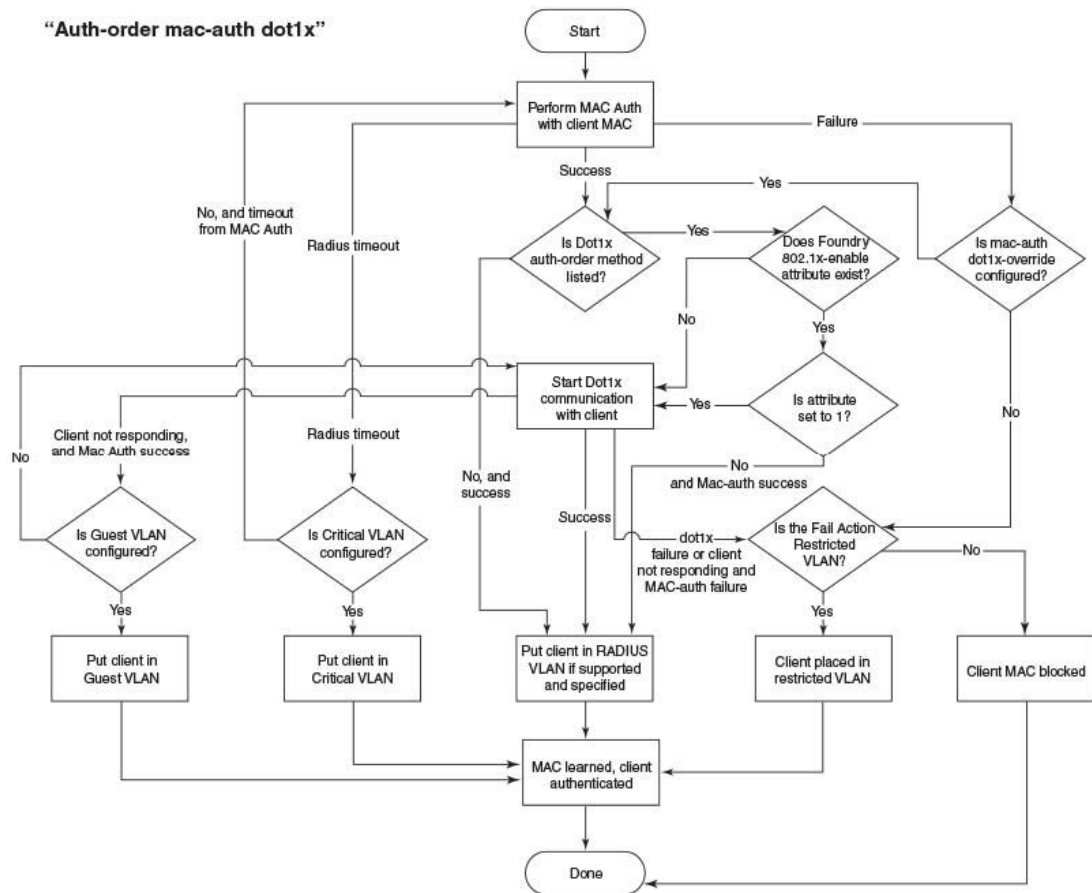 “Auth-order mac-auth dot1x”
Start
Perform MAC Auth
with client MAC
Failure
Success
Yes
No, and timeout
from MAC Auth
Radius timeout
Is Dot1x
auth-order method
listed?
Yes
Does Foundry
802.1x-enable
attribute exist?
Is mac-auth
dot1x-override
configured?
No
Yes
Start Dot1x
communication
with client
Yes
Is attribute
set to 1?
No
Client not responding,
and Mac Auth success
No
Radius timeout
No, and
success
No
and Mac-auth success
Is Guest VLAN
configured?
Is Critical VLAN
configured?
Success
dot1x
failure or client
not responding and
MAC-auth failure
Is the Fail Action
Restricted
VLAN?
No
Yes
Yes
Yes
Put client in
Guest VLAN
Put client in
Critical VLAN
Put client in RADIUS
VLAN if supported
and specified
Client placed in
restricted VLAN
Client MAC blocked
MAC learned, client
authenticated
Done